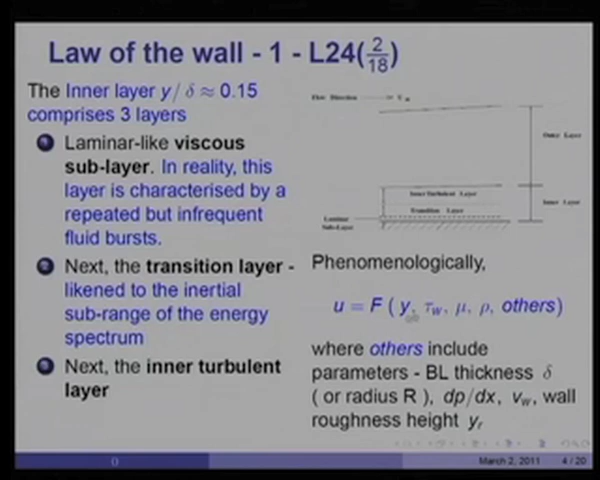 Law of the wall - 1 - L24(2/18)
The Inner layer y/ δ ≈ 0.15
comprises 3 layers
1 Laminar-like viscous
sub-layer. In reality, this
layer is characterised by a
repeated but infrequent
fluid bursts.
2 Next, the transition layer -
likened to the inertial
sub-range of the energy
spectrum
3 Next, the inner turbulent
layer
Flow Direction
Outer Layer
Inner Turbulent Layer
Transition Layer
Inner Layer
Laminar
Sub-Layer
Phenomenologically,
u = F ( y, τw, μ, ρ, others)
where others include
parameters - BL thickness δ
( or radius R ), dp/dx, vw, wall
roughness height yr
March 2, 2011 4 / 20